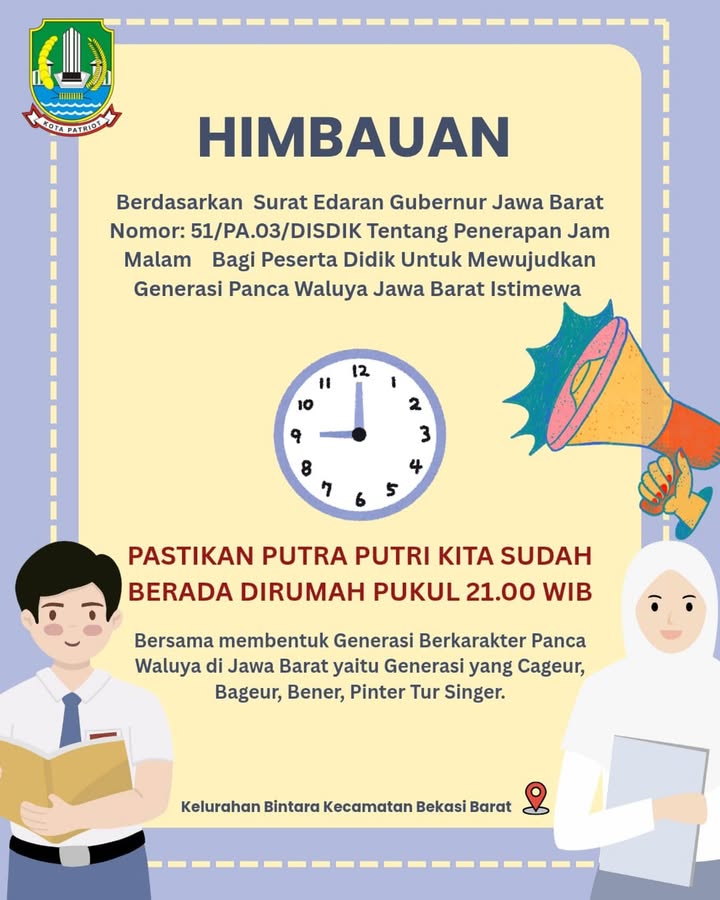 KOTA PATRIOT
HIMBAUAN
Berdasarkan Surat Edaran Gubernur Jawa Barat
Nomor: 51/PA.03/DISDIK Tentang Penerapan Jam
Malam Bagi Peserta Didik Untuk Mewujudkan
Generasi Panca Waluya Jawa Barat Istimewa
12
11 1
10 2
9 3
8 4
7 5
6
PASTIKAN PUTRA PUTRI KITA SUDAH
BERADA DIRUMAH PUKUL 21.00 WIB
Bersama membentuk Generasi Berkarakter Panca
Waluya di Jawa Barat yaitu Generasi yang Cageur,
Bageur, Bener, Pinter Tur Singer.
Kelurahan Bintara Kecamatan Bekasi Barat